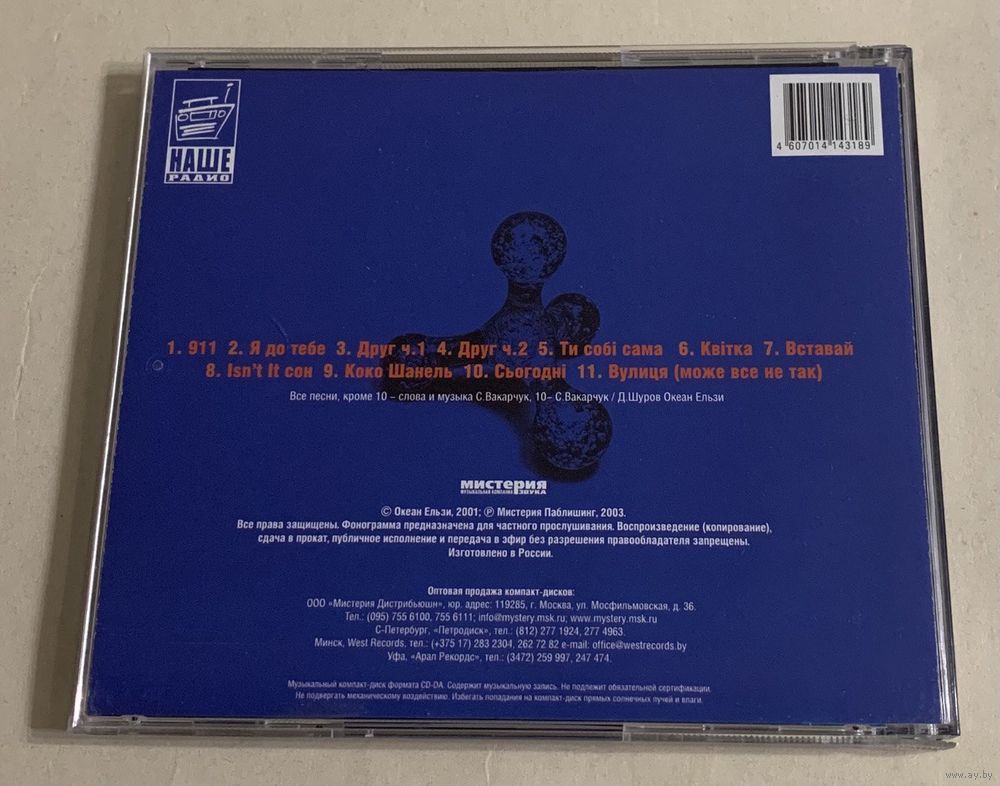 НАШЕ
РАДИО
4 607014 143189
1. 911 2. Я до тебе 3. Друг ч.1 4. Друг ч.2 5. Ти собі сама 6. Квітка 7. Вставай
8. Isn't It сон 9. Коко Шанель 10. Сьогодні 11. Вулиця (може все не так)
Все песни, кроме 10 – слова и музыка С.Вакарчук, 10– С.Вакарчук / Д.Шуров Океан Ельзи
мистерия
МУЗЫКАЛЬНАЯ КОМПАНИЯ ЗВУКА
© Океан Ельзи, 2001; ℗ Мистерия Паблишинг, 2003.
Все права защищены. Фонограмма предназначена для частного прослушивания. Воспроизведение (копирование),
сдача в прокат, публичное исполнение и передача в эфир без разрешения правообладателя запрещены.
Изготовлено в России.
Оптовая продажа компакт-дисков:
ООО «Мистерия Дистрибьюшн», юр. адрес: 119285, г. Москва, ул. Мосфильмовская, д. 36.
Тел.: (095) 755 6100, 755 6111; info@mystery.msk.ru; www.mystery.msk.ru
С-Петербург, «Петродиск», тел.: (812) 277 1924, 277 4963.
Минск, West Records, тел.: (+375 17) 283 2304, 262 72 82 e-mail: office@westrecords.by
Уфа, «Арал Рекордс», тел.: (3472) 259 997, 247 474.
Музыкальный компакт-диск формата CD-DA. Содержит музыкальную запись. Не подлежит обязательной сертификации.
Не подвергать механическому воздействию. Избегать попадания на компакт-диск прямых солнечных лучей и влаги.
www.ay.by